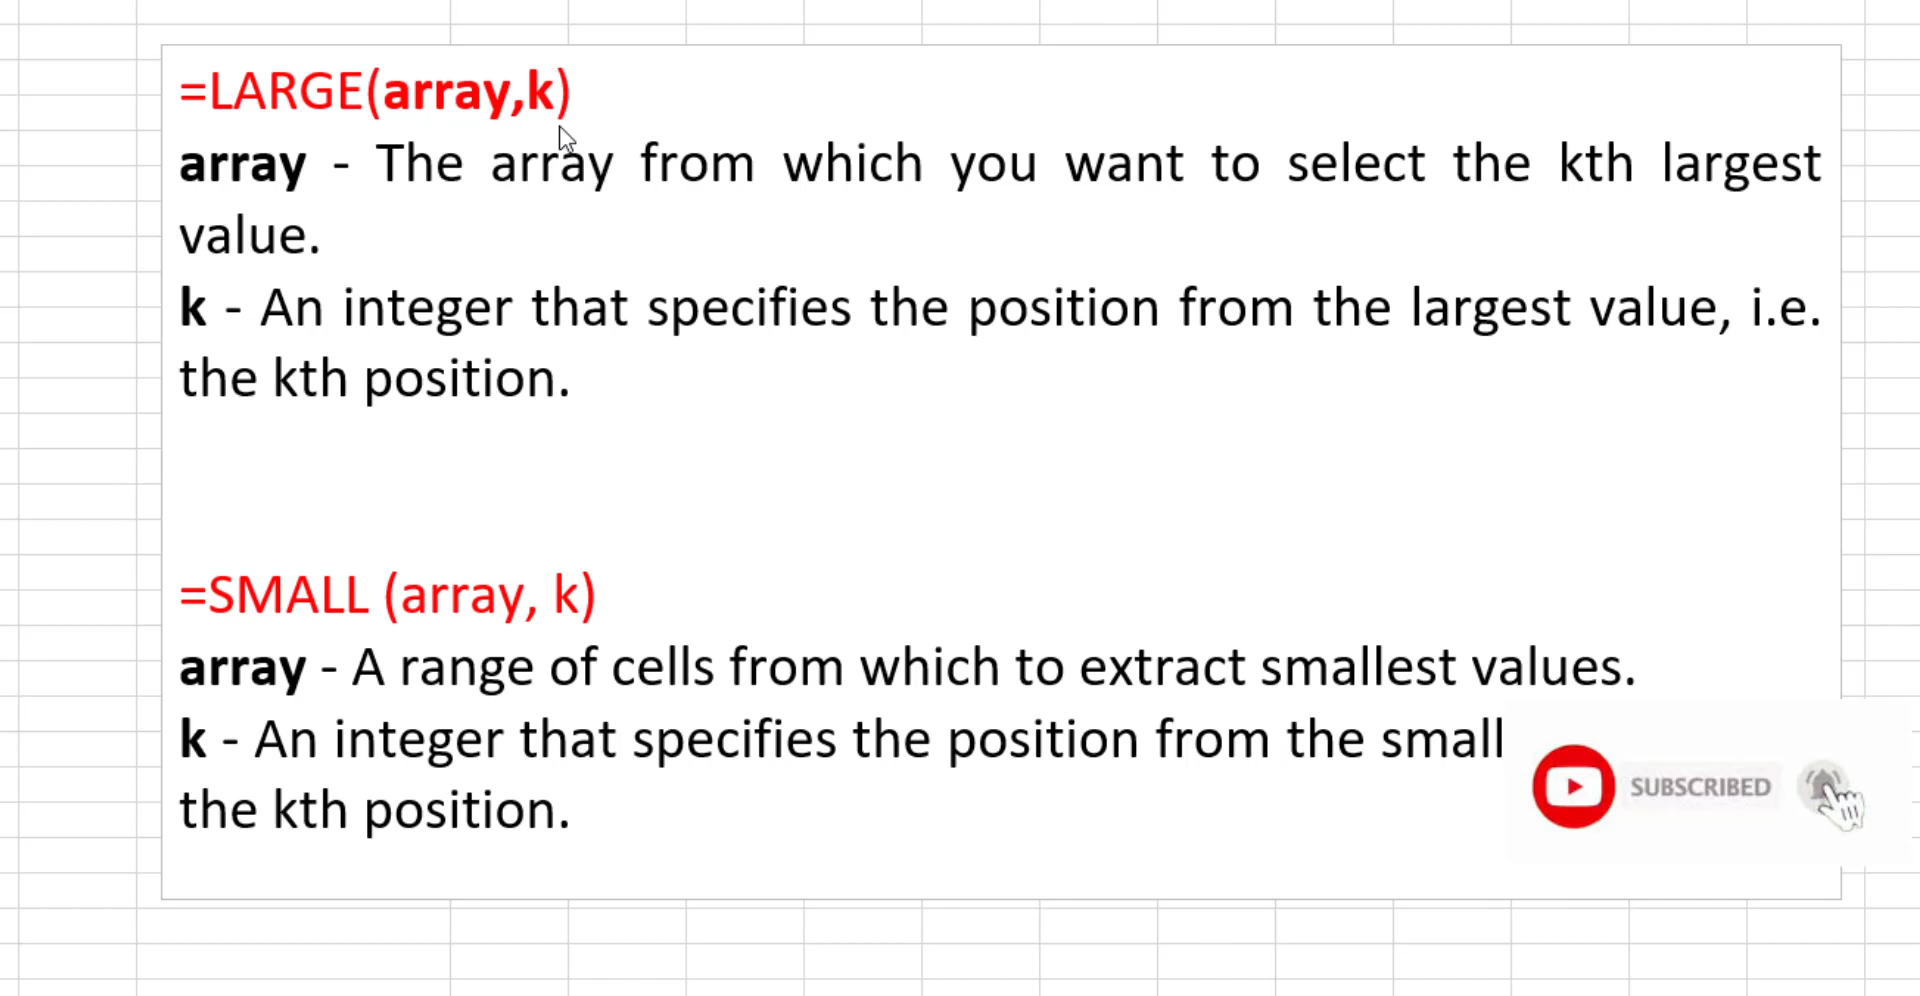 =LARGE(array,k)
array - The array from which you want to select the kth largest
value.
k - An integer that specifies the position from the largest value, i.e.
the kth position.
=SMALL (array, k)
array - A range of cells from which to extract smallest values.
k - An integer that specifies the position from the small
the kth position.
SUBSCRIBED